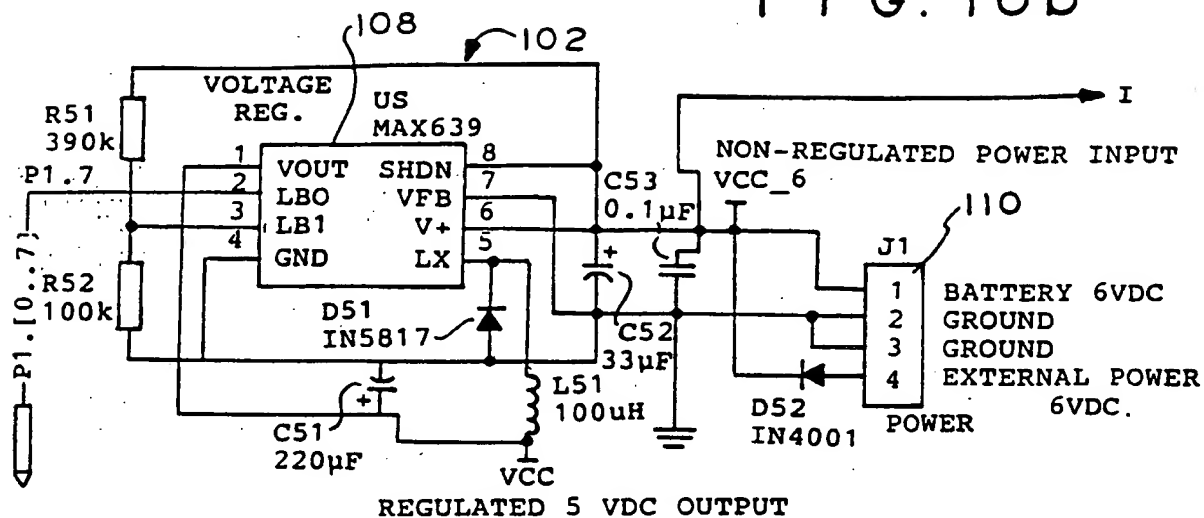 FIG. 10b
108
102
VOLTAGE
REG.
US
MAX639
R51
390k
I
1
VOUT
SHDN
8
NON-REGULATED POWER INPUT
VCC_6
P1.7
2
LBO
VFB
7
C53
0.1µF
3
LB1
V+
6
110
4
GND
LX
5
J1
R52
100k
1
BATTERY 6VDC
2
GROUND
3
GROUND
4
EXTERNAL POWER
6VDC.
D51
IN5817
C52
33µF
P1.[0..7]
L51
100uH
D52
IN4001
POWER
C51
220µF
VCC
REGULATED 5 VDC OUTPUT